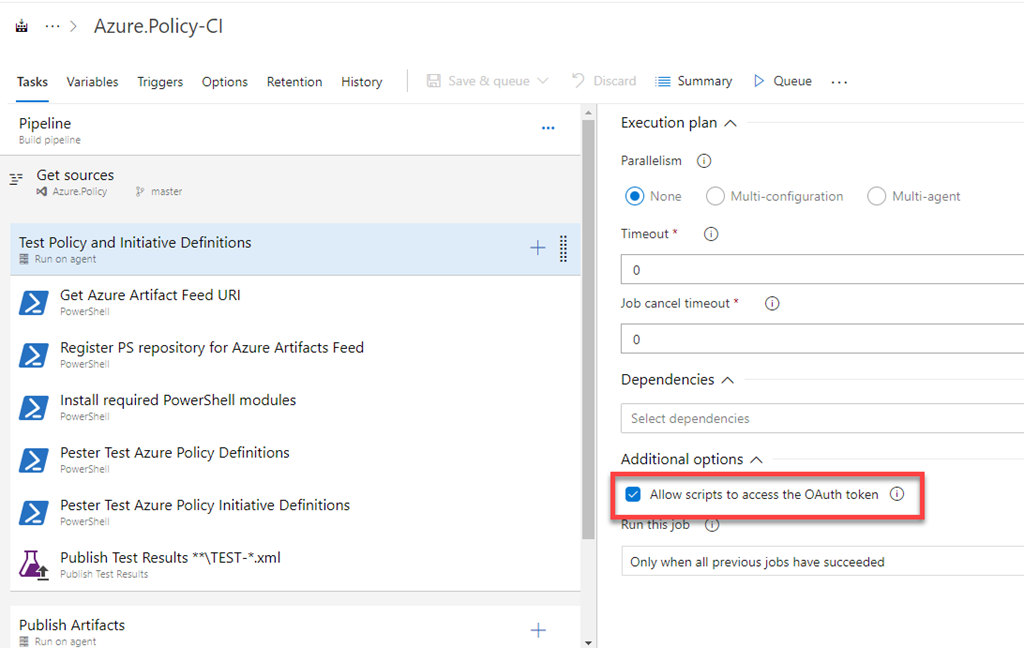 ··· > Azure.Policy-CI
Tasks Variables Triggers Options Retention History Save & queue Discard Summary Queue ···
Pipeline
Build pipeline
Get sources
Azure.Policy master
Test Policy and Initiative Definitions
Run on agent
Get Azure Artifact Feed URI
PowerShell
Register PS repository for Azure Artifacts Feed
PowerShell
Install required PowerShell modules
PowerShell
Pester Test Azure Policy Definitions
PowerShell
Pester Test Azure Policy Initiative Definitions
PowerShell
Publish Test Results **\TEST-*.xml
Publish Test Results
Publish Artifacts
Run on agent
Execution plan
Parallelism
None Multi-configuration Multi-agent
Timeout *
0
Job cancel timeout *
0
Dependencies
Select dependencies
Additional options
Allow scripts to access the OAuth token
Run this job
Only when all previous jobs have succeeded